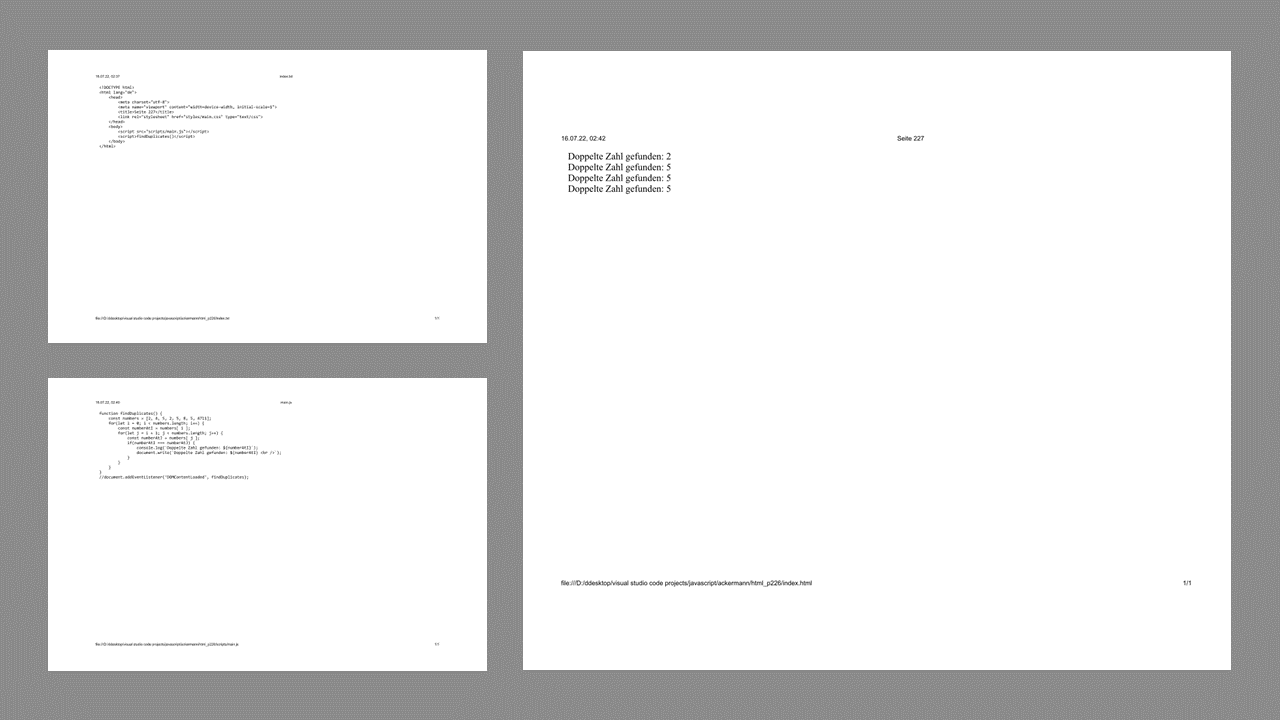 16.07.22, 02:37 index.txt
<!DOCTYPE html>
<html lang="de">
<head>
<meta charset="utf-8">
<meta name="viewport" content="width=device-width, initial-scale=1">
<title>Seite 227</title>
<link rel="stylesheet" href="styles/main.css" type="text/css">
</head>
<body>
<script src="scripts/main.js"></script>
<script>findDuplicates()</script>
</body>
</html>
file:///D:/ddesktop/visual studio code projects/javascript/ackermann/html_p226/index.txt 1/1
16.07.22, 02:44 main.js
function findDuplicates() {
const numbers = [2, 4, 5, 2, 5, 8, 5, 4711];
for(let i = 0; i < numbers.length; i++) {
const numberAtI = numbers[ i ];
for(let j = i + 1; j < numbers.length; j++) {
const numberAtJ = numbers[ j ];
if(numberAtI === numberAtJ) {
console.log(`Doppelte Zahl gefunden: ${numberAtI}`);
document.write(`Doppelte Zahl gefunden: ${numberAtI} <br />`);
}
}
}
}
//document.addEventListener("DOMContentLoaded", findDuplicates);
file:///D:/ddesktop/visual studio code projects/javascript/ackermann/html_p226/scripts/main.js 1/1
16.07.22, 02:42 Seite 227
Doppelte Zahl gefunden: 2
Doppelte Zahl gefunden: 5
Doppelte Zahl gefunden: 5
Doppelte Zahl gefunden: 5
file:///D:/ddesktop/visual studio code projects/javascript/ackermann/html_p226/index.html 1/1